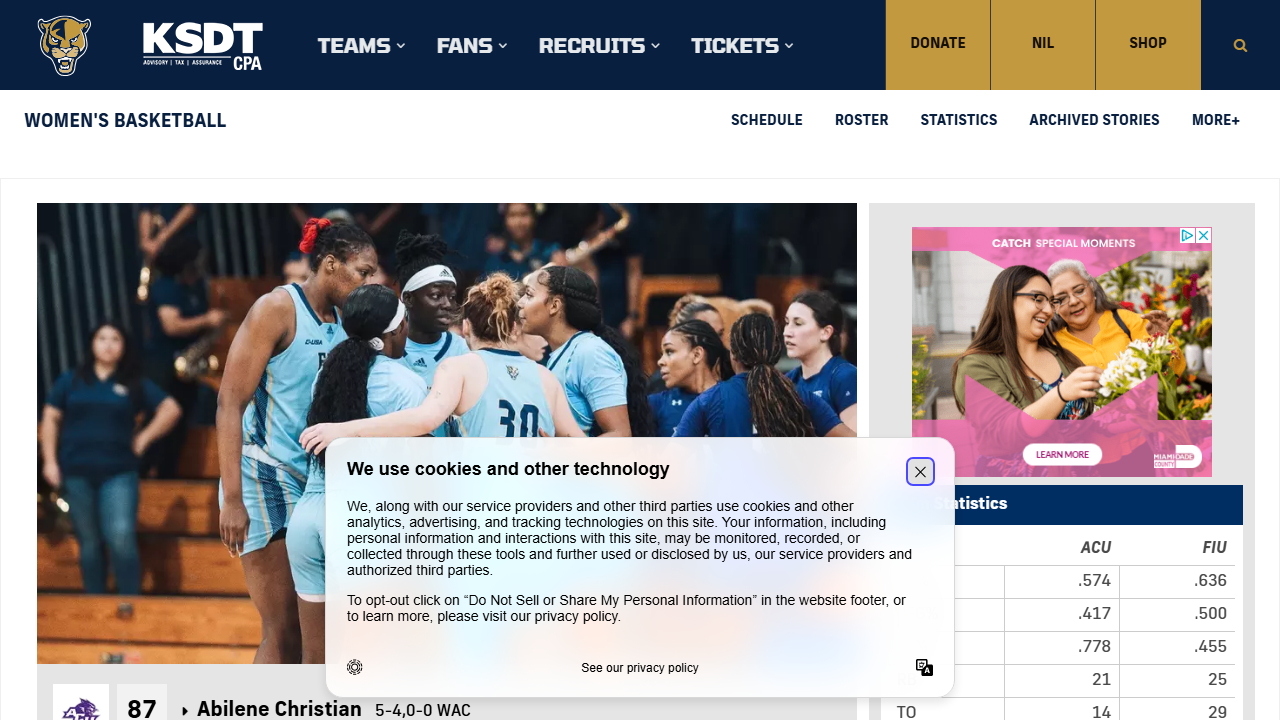 KSDT
CPA
ADVISORY | TAX | ASSURANCE
TEAMS
FANS
RECRUITS
TICKETS
DONATE
NIL
SHOP
WOMEN'S BASKETBALL
SCHEDULE
ROSTER
STATISTICS
ARCHIVED STORIES
MORE+
C-USA
30
CATCH SPECIAL MOMENTS
LEARN MORE
MIAMI-DADE
COUNTY
We use cookies and other technology
We, along with our service providers and other third parties use cookies and other
analytics, advertising, and tracking technologies on this site. Your information, including
personal information and interactions with this site, may be monitored, recorded, or
collected through these tools and further used or disclosed by us, our service providers and
authorized third parties.
To opt-out click on “Do Not Sell or Share My Personal Information” in the website footer, or
to learn more, please visit our privacy policy.
See our privacy policy
Statistics
ACU FIU
.574 .636
.417 .500
.778 .455
21 25
TO 14 29
87
Abilene Christian 5-4,0-0 WAC